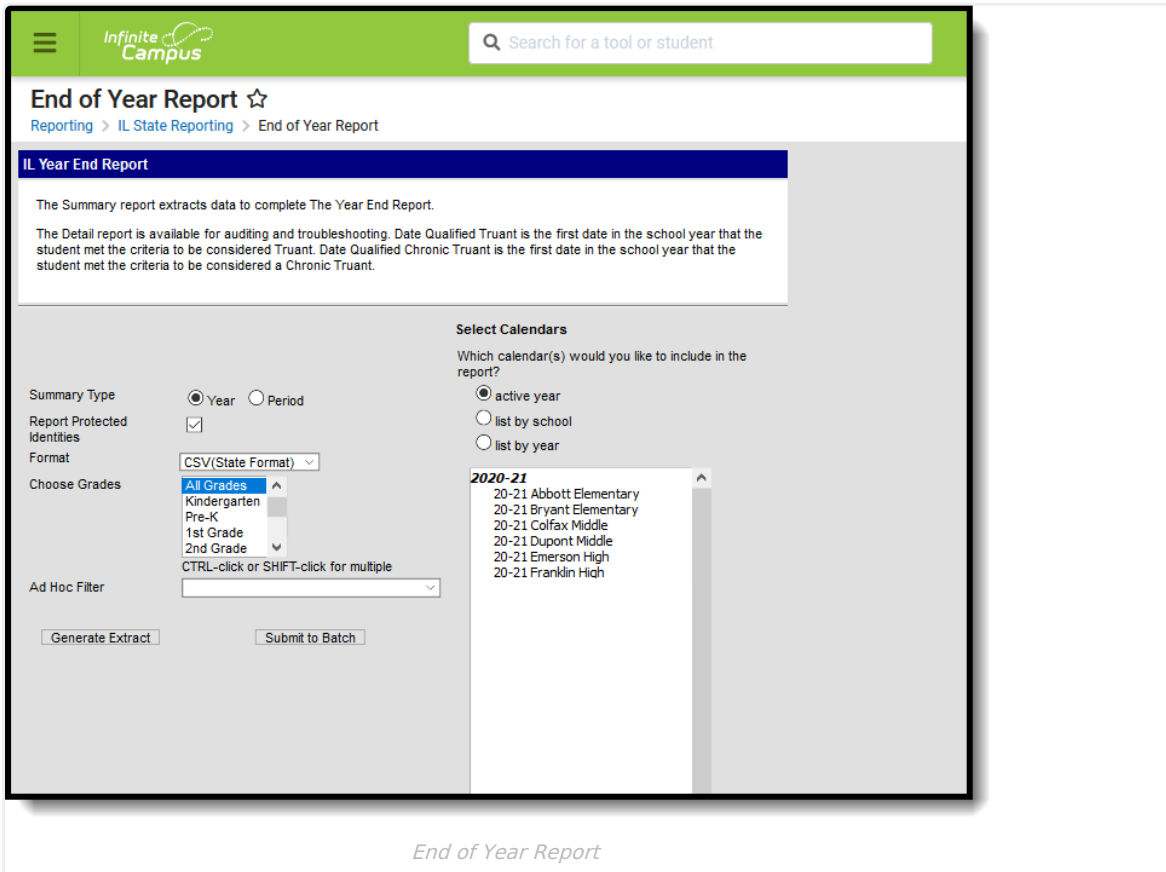 Infinite
Campus
Search for a tool or student
End of Year Report
Reporting > IL State Reporting > End of Year Report
IL Year End Report
The Summary report extracts data to complete The Year End Report.
The Detail report is available for auditing and troubleshooting. Date Qualified Truant is the first date in the school year that the
student met the criteria to be considered Truant. Date Qualified Chronic Truant is the first date in the school year that the
student met the criteria to be considered a Chronic Truant.
Select Calendars
Which calendar(s) would you like to include in the
report?
Summary Type
Year
Period
active year
Report Protected
Identities
list by school
list by year
Format
CSV(State Format)
Choose Grades
All Grades
Kindergarten
Pre-K
1st Grade
2nd Grade
CTRL-click or SHIFT-click for multiple
Ad Hoc Filter
Generate Extract
Submit to Batch
2020-21
20-21 Abbott Elementary
20-21 Bryant Elementary
20-21 Colfax Middle
20-21 Dupont Middle
20-21 Emerson High
20-21 Franklin High
End of Year Report